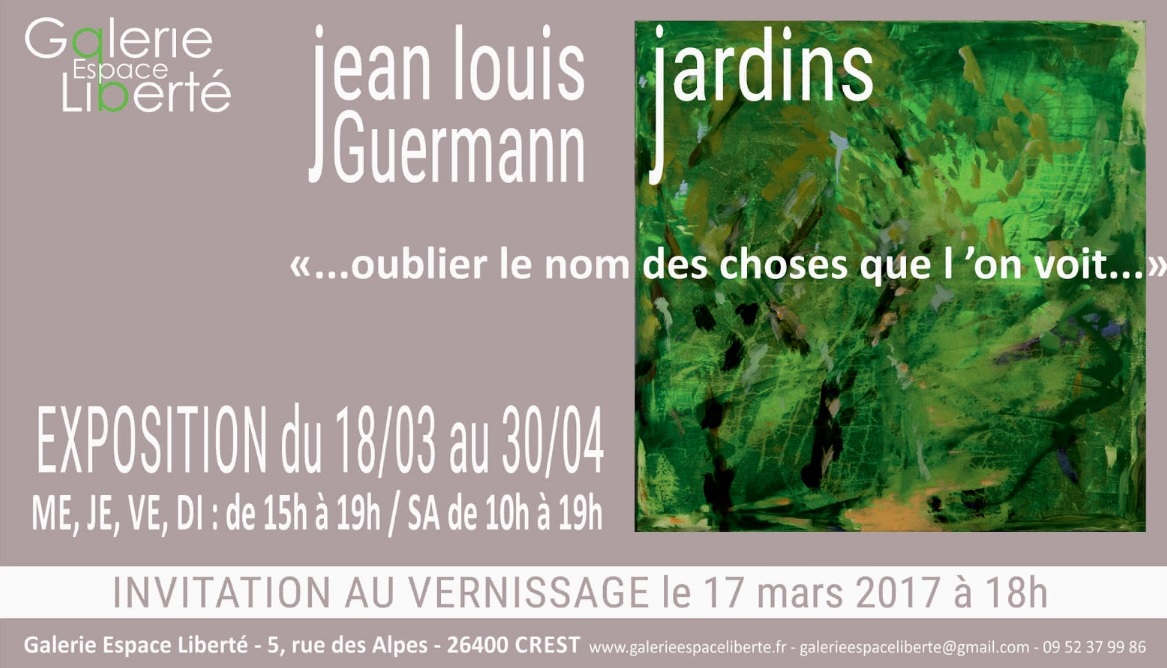 Galerie
Espace
Liberté
jean louis
Guermann
jardins
«...oublier le nom des choses que l 'on voit...»
EXPOSITION du 18/03 au 30/04
ME, JE, VE, DI : de 15h à 19h / SA de 10h à 19h
INVITATION AU VERNISSAGE le 17 mars 2017 à 18h
Galerie Espace Liberté - 5, rue des Alpes - 26400 CREST www.galerieespaceliberte.fr - galerieespaceliberte@gmail.com - 09 52 37 99 86